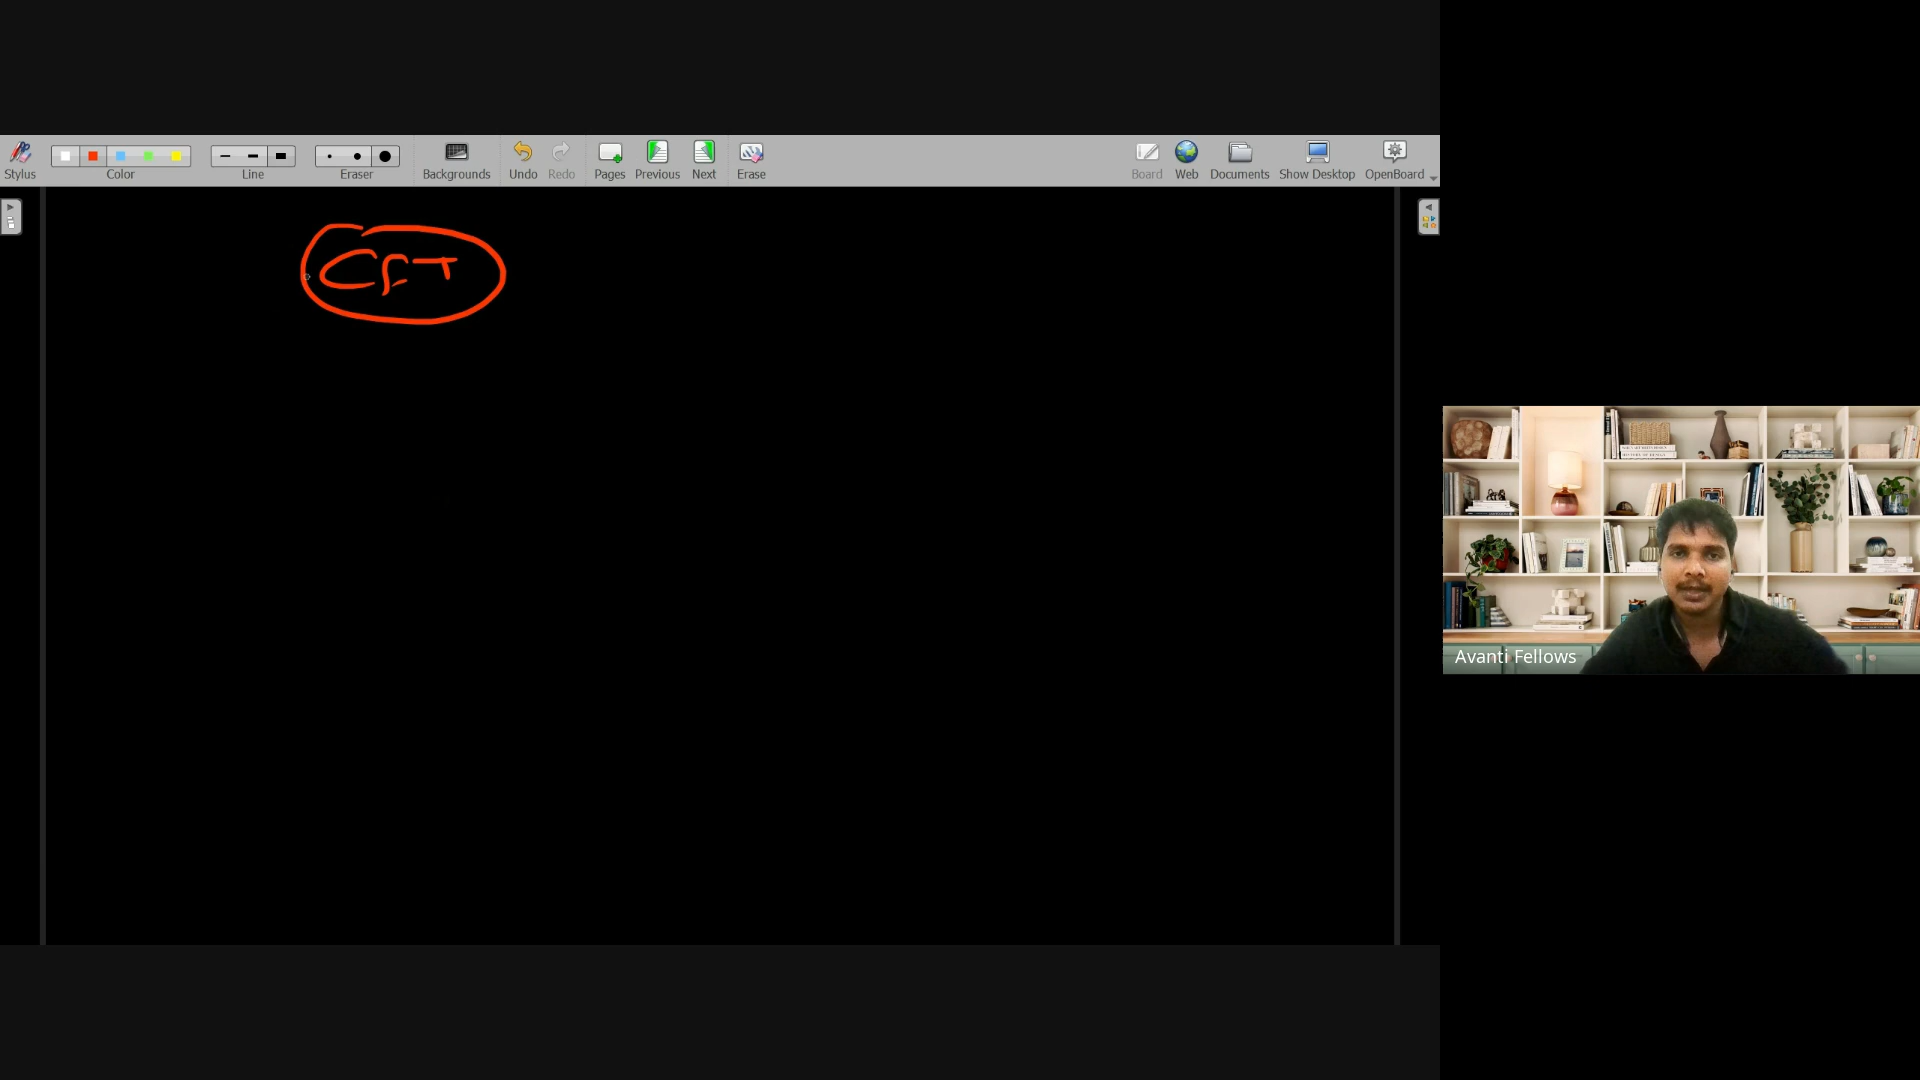 Stylus Color Line Eraser Backgrounds Undo Redo Pages Previous Next Erase Board Web Documents Show Desktop OpenBoard
CFT
Avanti Fellows